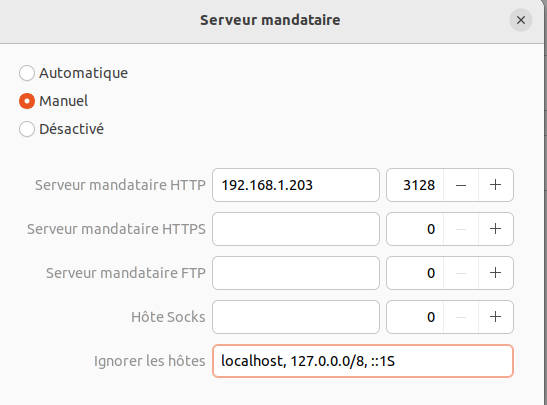 Serveur mandataire
Automatique
Manuel
Désactivé
Serveur mandataire HTTP 192.168.1.203 3128
Serveur mandataire HTTPS 0
Serveur mandataire FTP 0
Hôte Socks 0
Ignorer les hôtes localhost, 127.0.0.0/8, ::1S